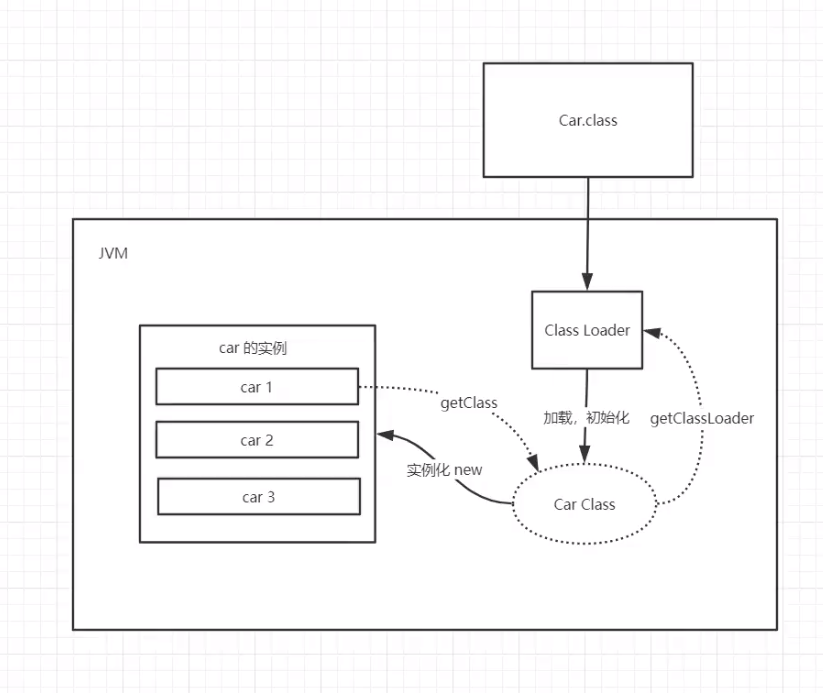 Car.class
JVM
Class Loader
car 的实例
car 1
getClass
加载，初始化
getClassLoader
car 2
实例化 new
car 3
Car Class